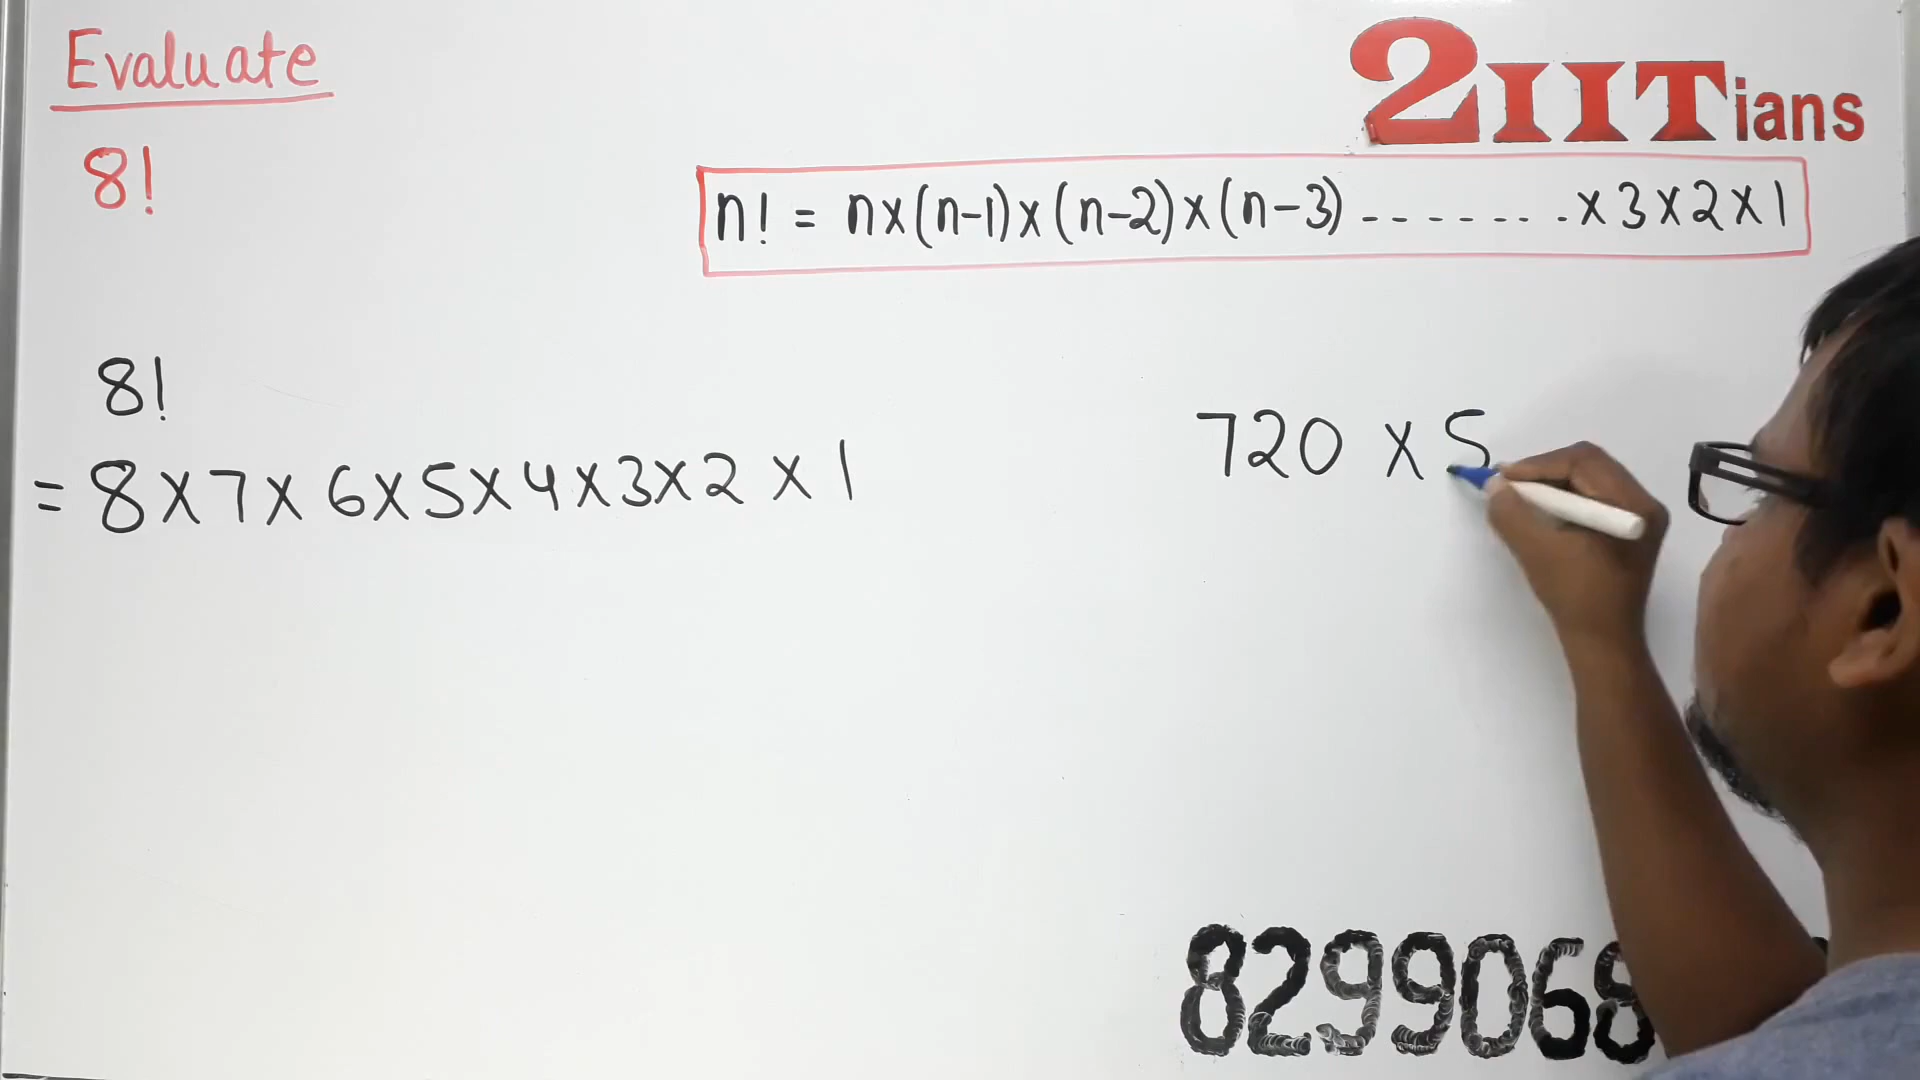 Evaluate
2IITians
8!
n! = n×(n-1)×(n-2)×(n-3)--------×3×2×1
8!
= 8×7×6×5×4×3×2×1
720 × 5
8299068